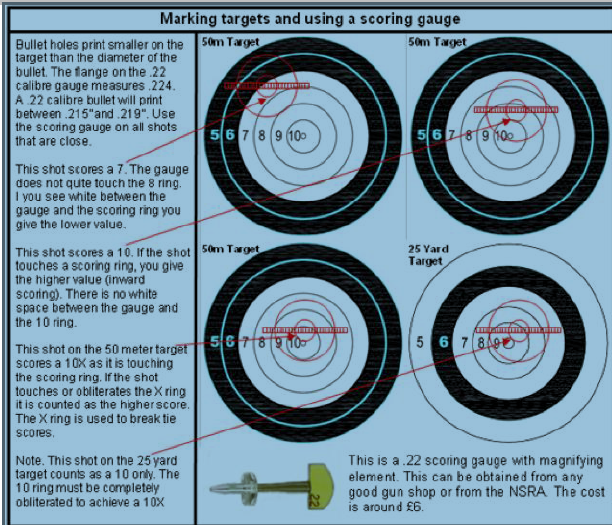 Marking targets and using a scoring gauge
Bullet holes print smaller on the
target than the diameter of the
bullet. The flange on the .22
calibre gauge measures .224.
A .22 calibre bullet will print
between .215"and .219". Use
the scoring gauge on all shots
that are close.
This shot scores a 7. The gauge
does not quite touch the 8 ring.
I you see white between the
gauge and the scoring ring you
give the lower value.
This shot scores a 10. If the shot
touches a scoring ring, you give
the higher value (inward
scoring). There is no white
space between the gauge and
the 10 ring.
This shot on the 50 meter target
scores a 10X as it is touching
the scoring ring. If the shot
touches or obliterates the X ring
it is counted as the higher score.
The X ring is used to break tie
scores.
Note. This shot on the 25 yard
target counts as a 10 only. The
10 ring must be completely
obliterated to achieve a 10X
50m Target
5 6 7 8 9 10
50m Target
5 6 7 8 9 10
50m Target
5 6 7 8 9 10
25 Yard
Target
5 6 7 8 9
.22
This is a .22 scoring gauge with magnifying
element. This can be obtained from any
good gun shop or from the NSRA. The cost
is around £6.